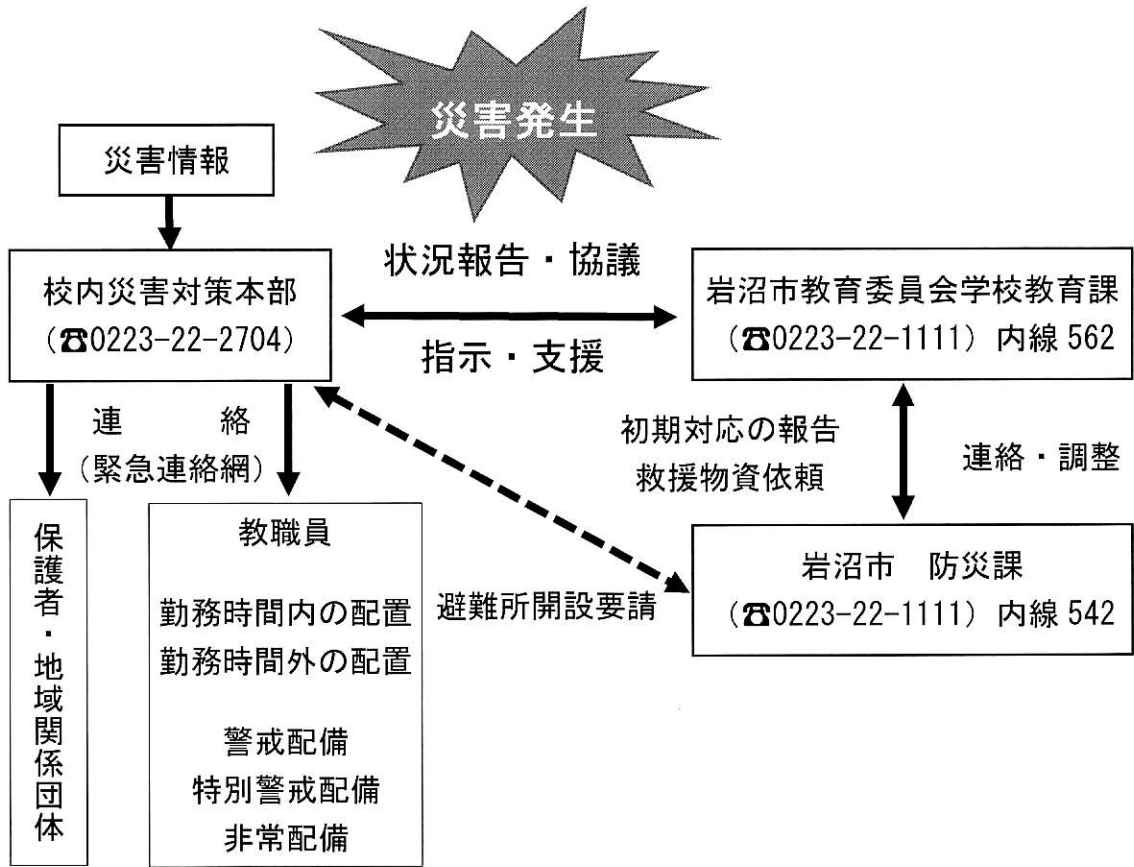 災害発生
災害情報
状況報告・協議
校内災害対策本部
(☎0223-22-2704)
岩沼市教育委員会学校教育課
(☎0223-22-1111) 内線 562
指示・支援
連　　絡
(緊急連絡網)
初期対応の報告
救援物資依頼
連絡・調整
保護者・地域関係団体
教職員
勤務時間内の配置
勤務時間外の配置
警戒配備
特別警戒配備
非常配備
避難所開設要請
岩沼市　防災課
(☎0223-22-1111) 内線 542